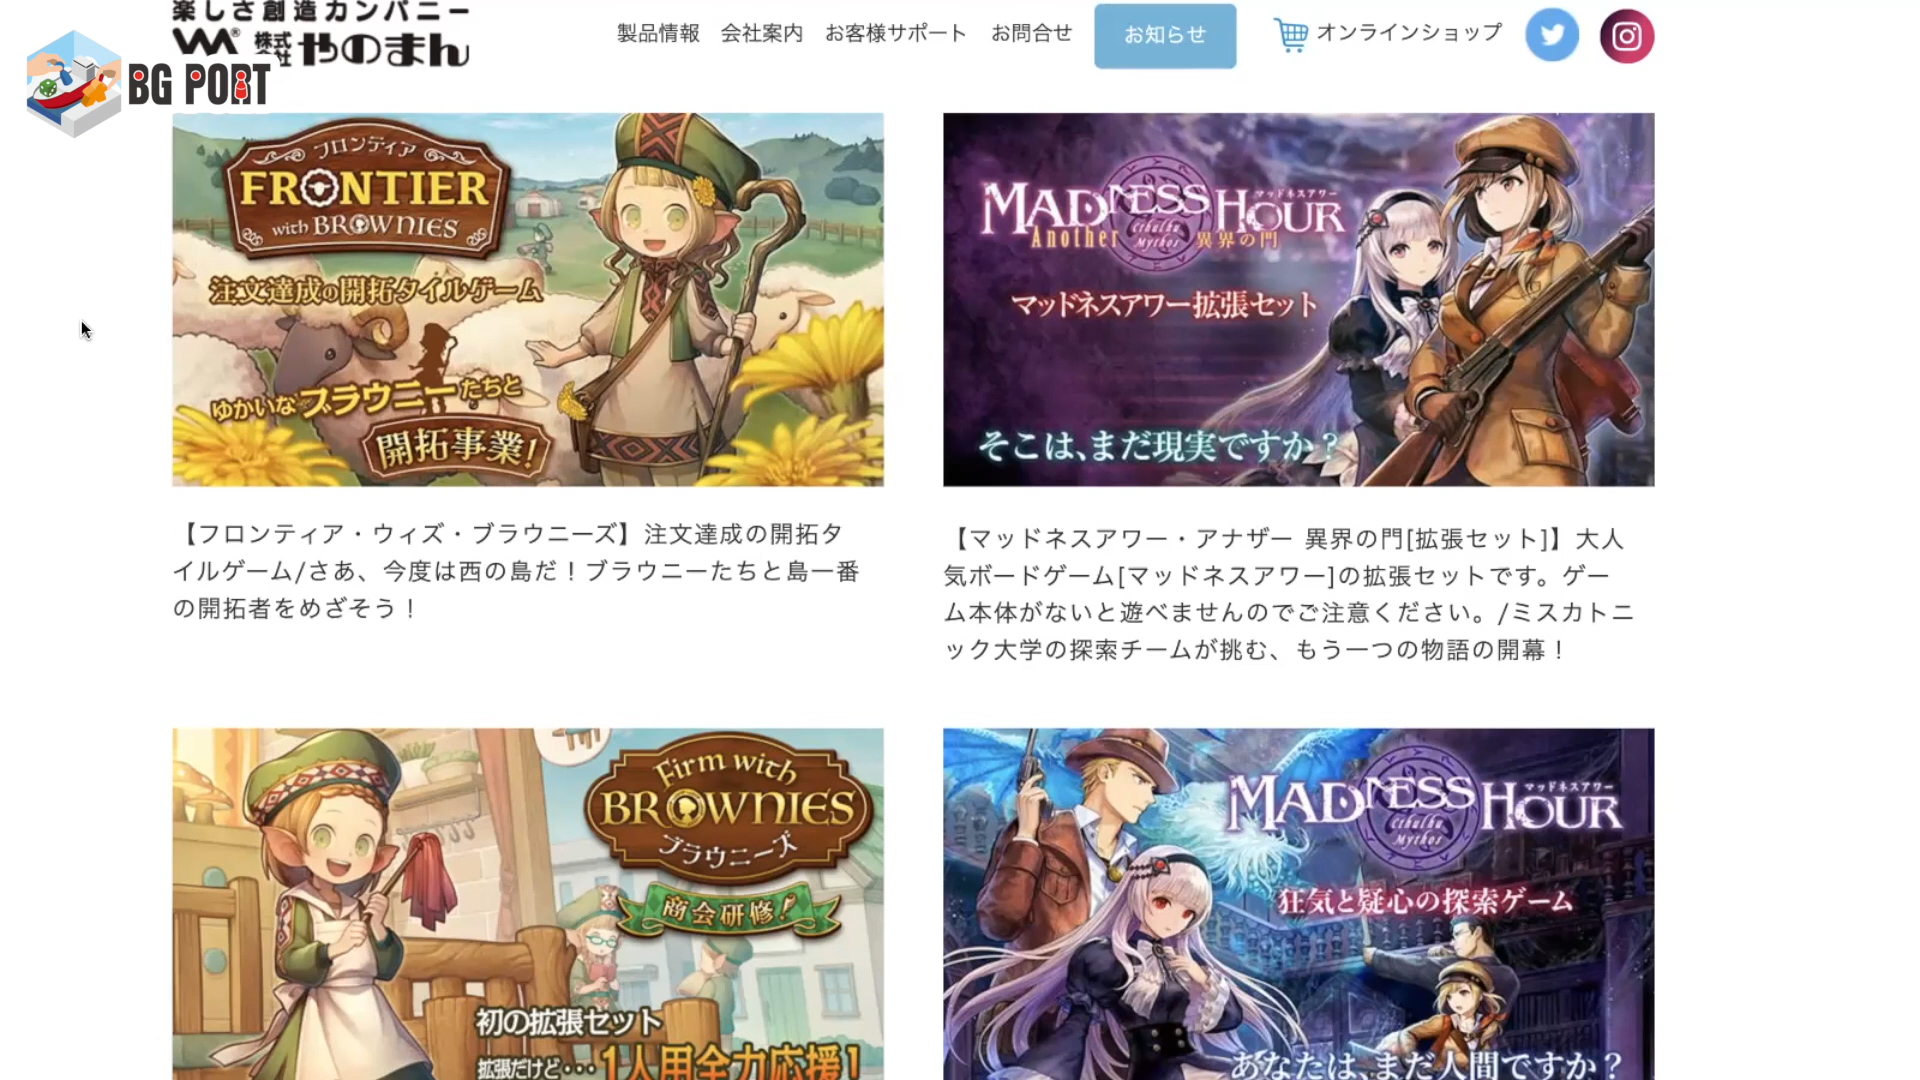 楽しさ創造カンパニー
株式会社 やのまん
製品情報 会社案内 お客様サポート お問合せ お知らせ オンラインショップ
BG PORT
フロンティア
FRONTIER
with BROWNIES
注文達成の開拓タイルゲーム
ゆかいなブラウニーたちと
開拓事業!
マッドネスアワー
MADNESS HOUR
Cthulhu
Mythos
Another 異界の門
マッドネスアワー拡張セット
そこは、まだ現実ですか?
【フロンティア・ウィズ・ブラウニーズ】注文達成の開拓タ
イルゲーム/さあ、今度は西の島だ！ブラウニーたちと島一番
の開拓者をめざそう！
【マッドネスアワー・アナザー 異界の門[拡張セット]】大人
気ボードゲーム[マッドネスアワー]の拡張セットです。ゲー
ム本体がないと遊べませんのでご注意ください。/ミスカトニ
ック大学の探索チームが挑む、もう一つの物語の開幕！
Firm with
BROWNIES
ブラウニーズ
商会研修!
初の拡張セット
拡張だけど･･･1人用全力応援!
マッドネスアワー
MADNESS HOUR
Cthulhu
Mythos
狂気と疑心の探索ゲーム
あなたは、まだ人間ですか?